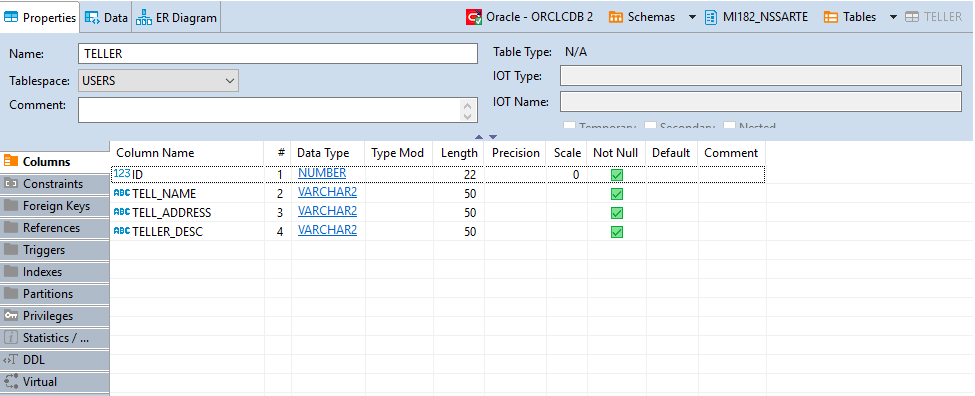 Properties Data ER Diagram Oracle - ORCLCDB 2 Schemas MI182_NSSARTE Tables TELLER
Name: TELLER Table Type: N/A
Tablespace: USERS IOT Type:
Comment: IOT Name:
Temporary Secondary Nested
Columns
Constraints
Foreign Keys
References
Triggers
Indexes
Partitions
Privileges
Statistics / ...
DDL
Virtual
Column Name # Data Type Type Mod Length Precision Scale Not Null Default Comment
123 ID 1 NUMBER 22 0
ABC TELL_NAME 2 VARCHAR2 50
ABC TELL_ADDRESS 3 VARCHAR2 50
ABC TELLER_DESC 4 VARCHAR2 50